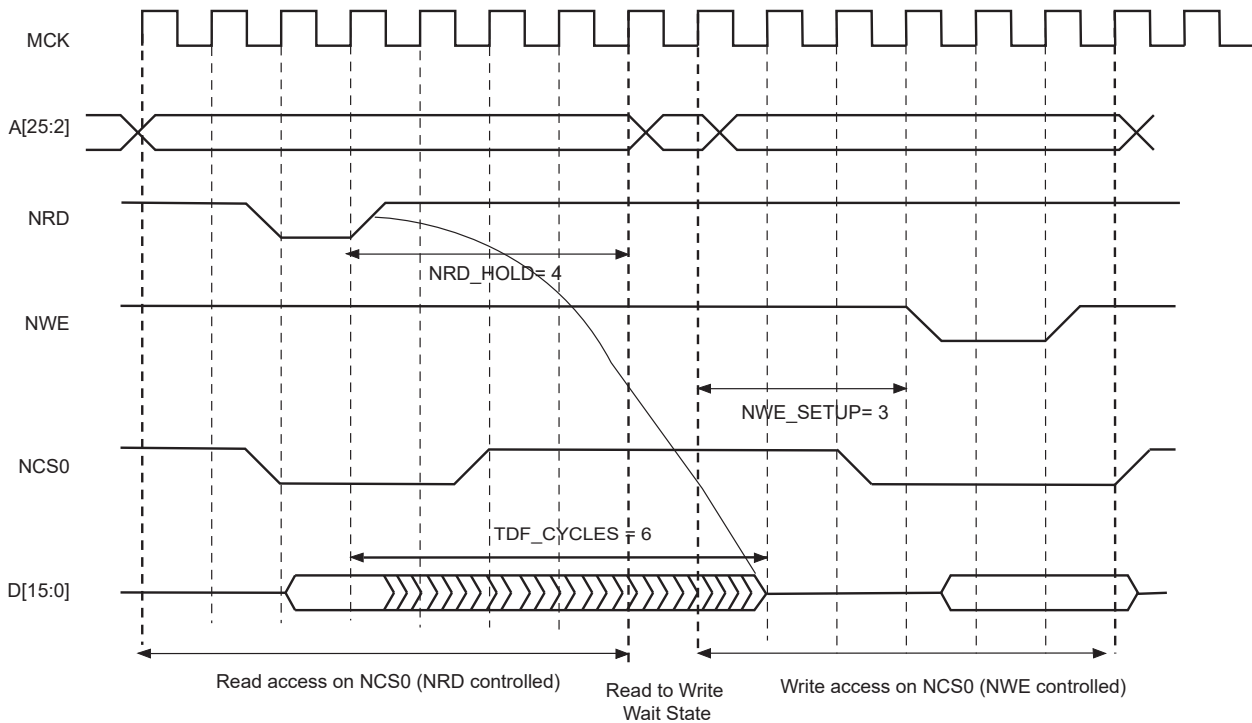 MCK
A[25:2]
NRD
NRD_HOLD= 4
NWE
NWE_SETUP= 3
NCS0
TDF_CYCLES = 6
D[15:0]
Read access on NCS0 (NRD controlled)
Read to Write
Wait State
Write access on NCS0 (NWE controlled)